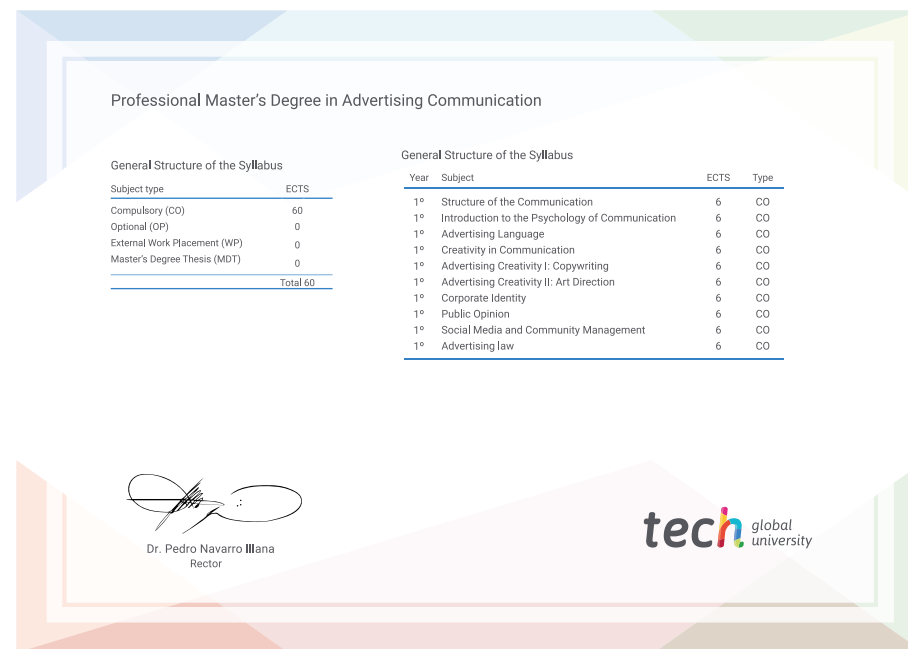 Professional Master's Degree in Advertising Communication
General Structure of the Syllabus
Subject type ECTS
Compulsory (CO) 60
Optional (OP) 0
External Work Placement (WP) 0
Master's Degree Thesis (MDT) 0
Total 60
General Structure of the Syllabus
Year Subject ECTS Type
1º Structure of the Communication 6 CO
1º Introduction to the Psychology of Communication 6 CO
1º Advertising Language 6 CO
1º Creativity in Communication 6 CO
1º Advertising Creativity I: Copywriting 6 CO
1º Advertising Creativity II: Art Direction 6 CO
1º Corporate Identity 6 CO
1º Public Opinion 6 CO
1º Social Media and Community Management 6 CO
1º Advertising law 6 CO
Dr. Pedro Navarro Illana
Rector
tech global
university